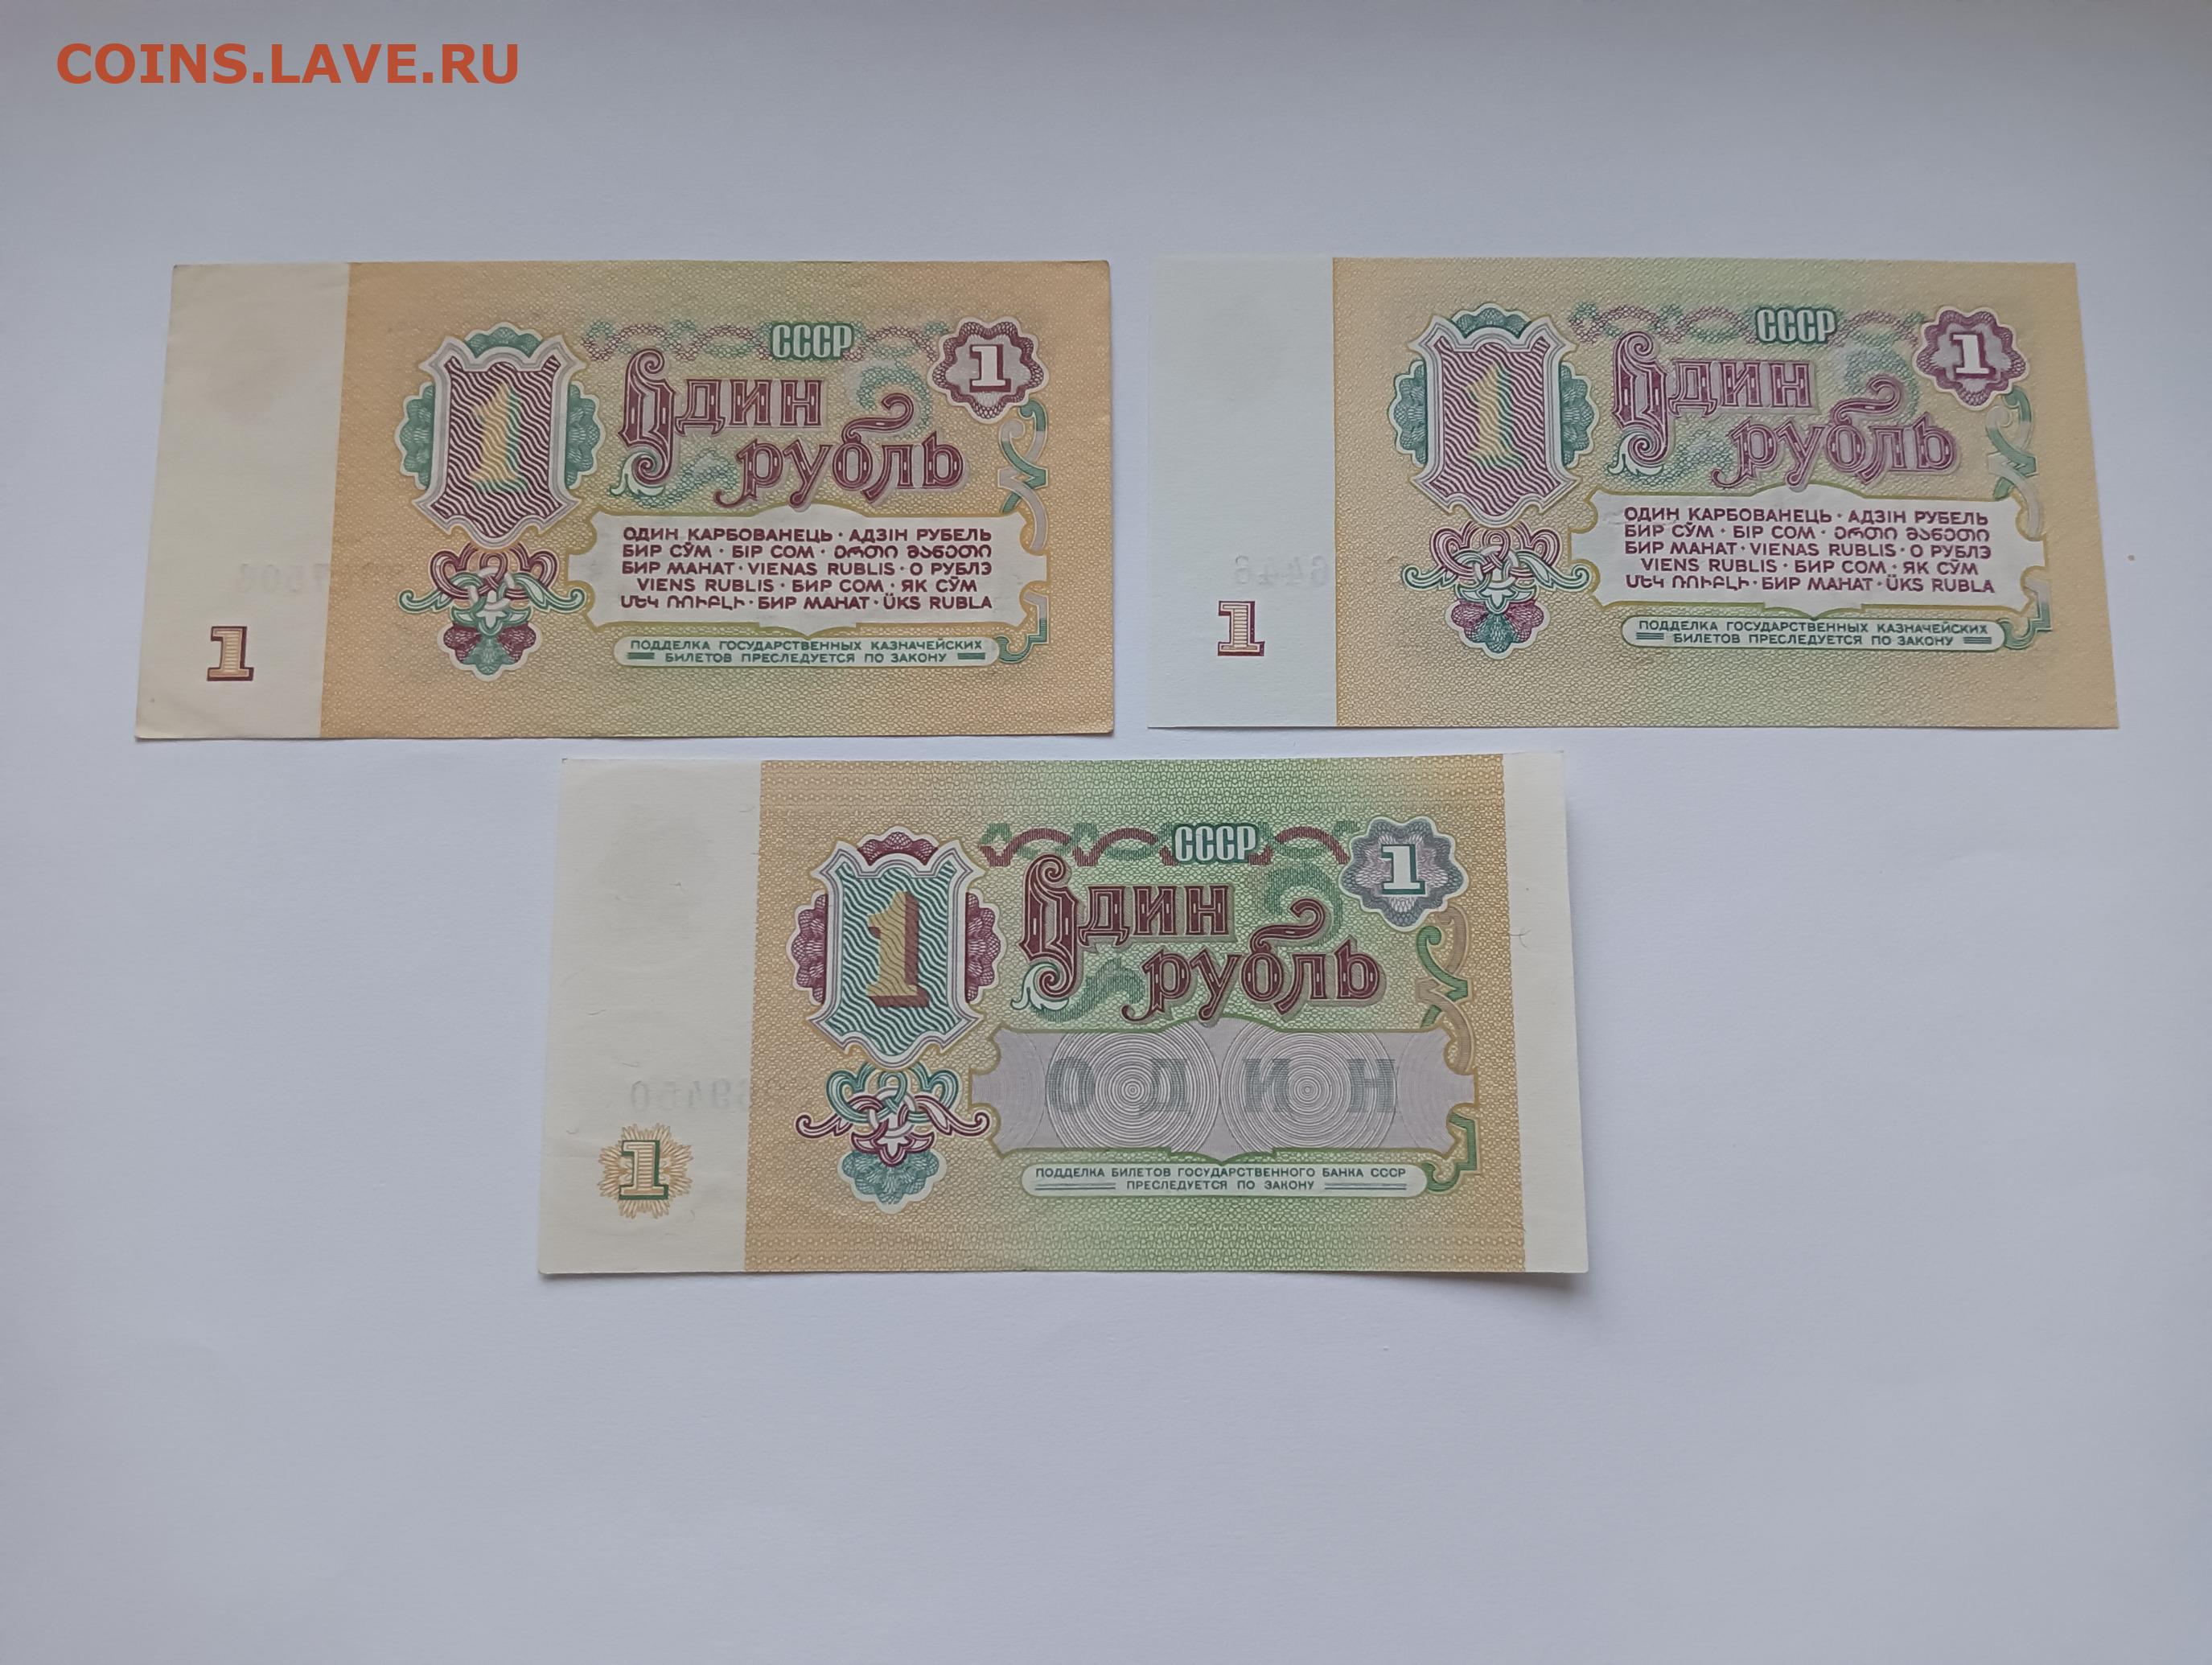 COINS.LAVE.RU
СССР
1
1
Один
рубль
ОДИН КАРБОВАНЕЦЬ · АДЗІН РУБЕЛЬ
БИР СЎМ · БІР СОМ · ᲔᲠᲗᲘ ᲛᲐᲜᲔᲗᲘ
БИР МАНАТ · VIENAS RUBLIS · О РУБЛЭ
VIENS RUBLIS · БИР СОМ · ЯК СЎМ
ՄԵԿ ՌՈՒԲԼԻ · БИР МАНАТ · ÜKS RUBLA
ПОДДЕЛКА ГОСУДАРСТВЕННЫХ КАЗНАЧЕЙСКИХ
БИЛЕТОВ ПРЕСЛЕДУЕТСЯ ПО ЗАКОНУ
1
СССР
1
1
Один
рубль
ОДИН КАРБОВАНЕЦЬ · АДЗІН РУБЕЛЬ
БИР СЎМ · БІР СОМ · ᲔᲠᲗᲘ ᲛᲐᲜᲔᲗᲘ
БИР МАНАТ · VIENAS RUBLIS · О РУБЛЭ
VIENS RUBLIS · БИР СОМ · ЯК СЎМ
ՄԵԿ ՌՈՒԲԼԻ · БИР МАНАТ · ÜKS RUBLA
ПОДДЕЛКА ГОСУДАРСТВЕННЫХ КАЗНАЧЕЙСКИХ
БИЛЕТОВ ПРЕСЛЕДУЕТСЯ ПО ЗАКОНУ
1
СССР
1
1
Один
рубль
ОДИН
ПОДДЕЛКА БИЛЕТОВ ГОСУДАРСТВЕННОГО БАНКА СССР
ПРЕСЛЕДУЕТСЯ ПО ЗАКОНУ
1